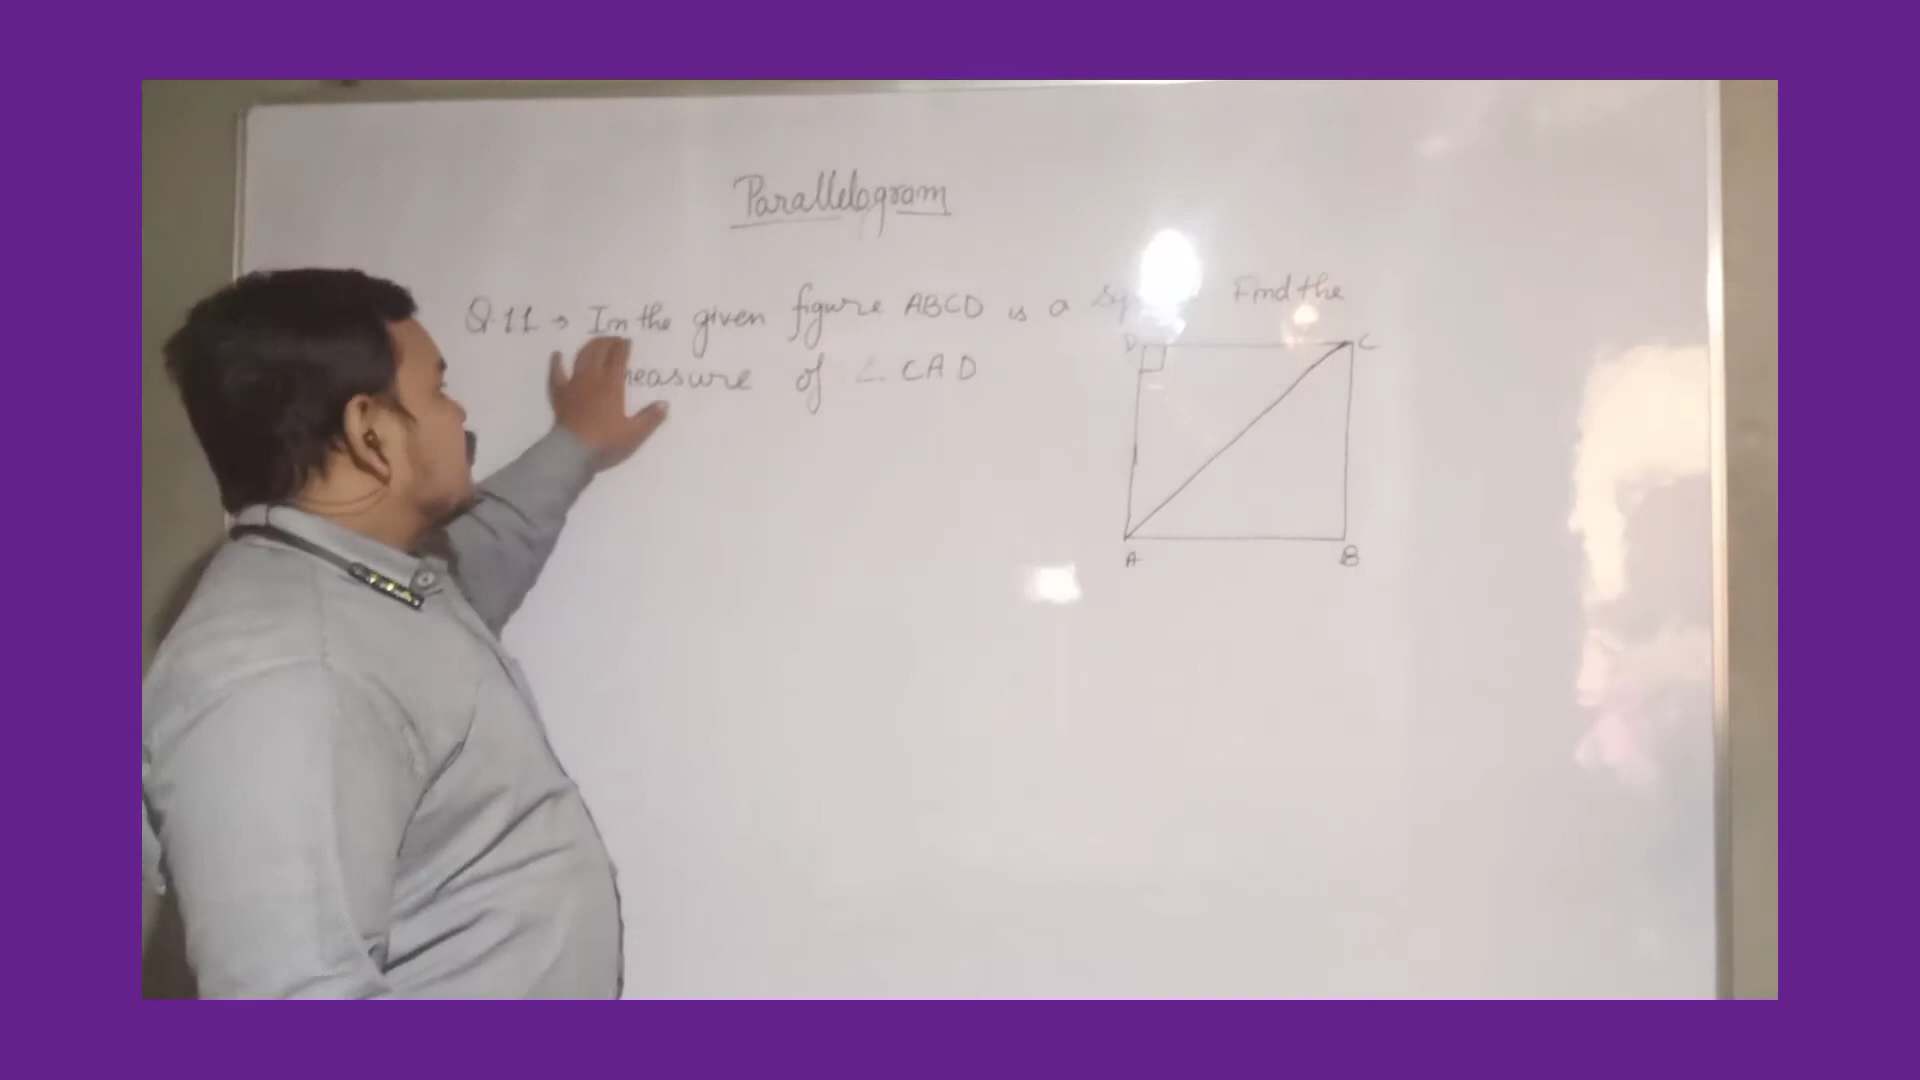 Parallelogram
Q.11 → In the given figure ABCD is a Find the
measure of ∠ CAD
D C
A B